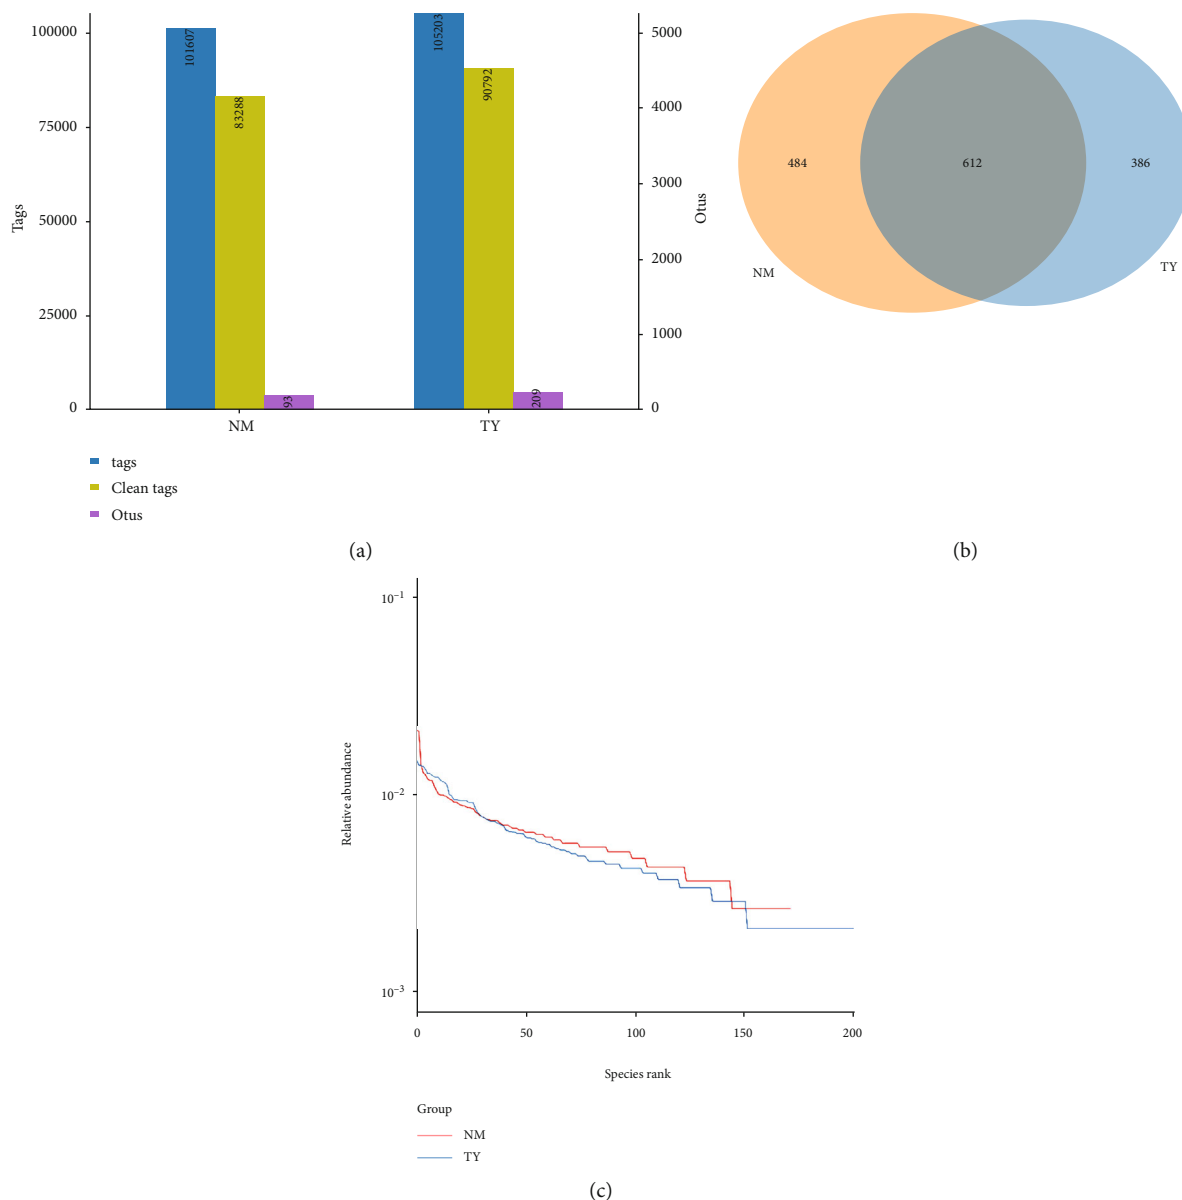 100000
75000
50000
25000
0
Tags
101607
83288
93
105203
90792
209
NM
TY
5000
4000
3000
2000
1000
0
Otus
tags
Clean tags
Otus
(a)
484
612
386
NM
TY
(b)
10⁻¹
10⁻²
10⁻³
Relative abundance
0 50 100 150 200
Species rank
Group
NM
TY
(c)